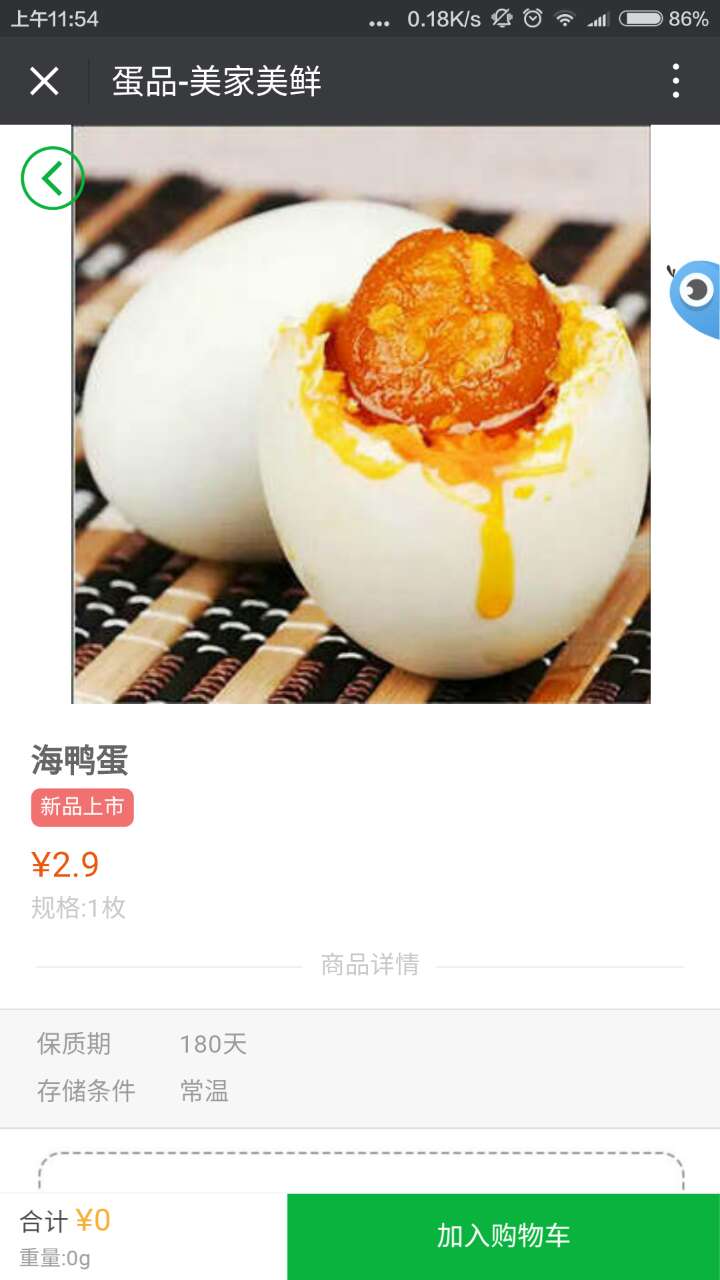 上午11:54 ... 0.18K/s 86%
蛋品-美家美鲜
海鸭蛋
新品上市
¥2.9
规格:1枚
商品详情
保质期 180天
存储条件 常温
合计 ¥0
重量:0g
加入购物车